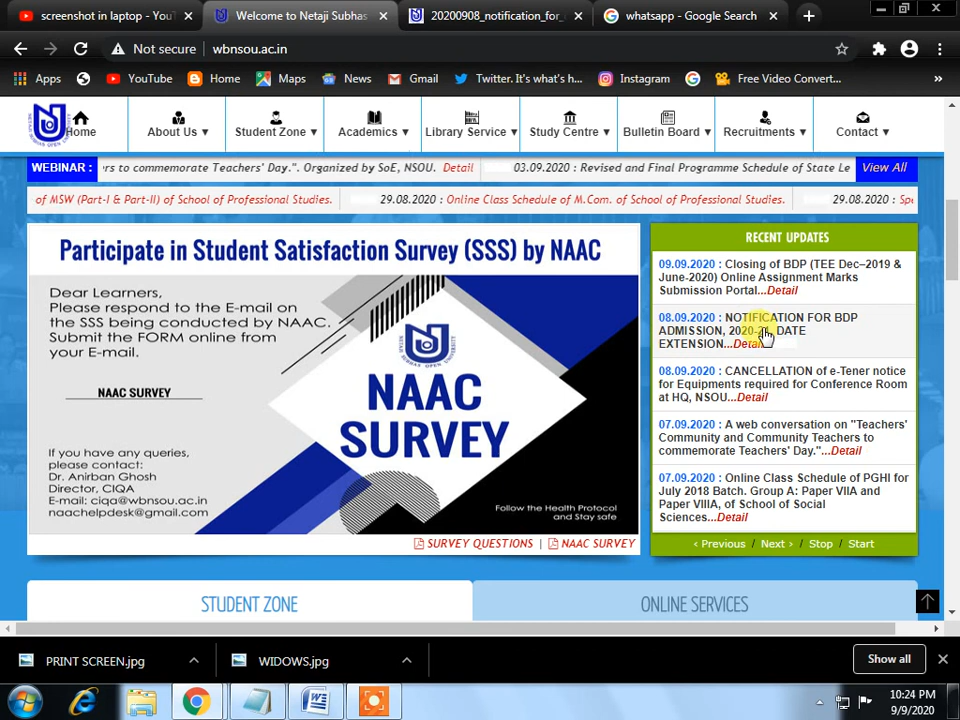 screenshot in laptop - YouT
Welcome to Netaji Subhas
20200908_notification_for_
whatsapp - Google Search
Not secure
wbnsou.ac.in
Apps
YouTube
Home
Maps
News
Gmail
Twitter. It's what's h...
Instagram
Free Video Convert...
»
Home
About Us ▾
Student Zone ▾
Academics ▾
Library Service ▾
Study Centre ▾
Bulletin Board ▾
Recruitments ▾
Contact ▾
WEBINAR :
ers to commemorate Teachers' Day.". Organized by SoE, NSOU. Detail
03.09.2020 : Revised and Final Programme Schedule of State Le
View All
of MSW (Part-I & Part-II) of School of Professional Studies.
29.08.2020 : Online Class Schedule of M.Com. of School of Professional Studies.
29.08.2020 : Spe
Participate in Student Satisfaction Survey (SSS) by NAAC
Dear Learners,
Please respond to the E-mail on
the SSS being conducted by NAAC.
Submit the FORM online from
your E-mail.
NAAC SURVEY
If you have any queries,
please contact:
Dr. Anirban Ghosh
Director, CIQA
E-mail: ciqa@wbnsou.ac.in
naachelpdesk@gmail.com
NAAC
SURVEY
Follow the Health Protocol
and Stay safe
SURVEY QUESTIONS | NAAC SURVEY
RECENT UPDATES
09.09.2020 : Closing of BDP (TEE Dec–2019 &
June-2020) Online Assignment Marks
Submission Portal...Detail
08.09.2020 : NOTIFICATION FOR BDP
ADMISSION, DATE
EXTENSION...Detail
08.09.2020 : CANCELLATION of e-Tener notice
for Equipments required for Conference Room
at HQ, NSOU...Detail
07.09.2020 : A web conversation on "Teachers'
Community and Community Teachers to
commemorate Teachers' Day."...Detail
07.09.2020 : Online Class Schedule of PGHI for
July 2018 Batch. Group A: Paper VIIA and
Paper VIIIA, of School of Social
Sciences...Detail
‹ Previous / Next › / Stop / Start
STUDENT ZONE
ONLINE SERVICES
PRINT SCREEN.jpg
WIDOWS.jpg
Show all
10:24 PM
9/9/2020